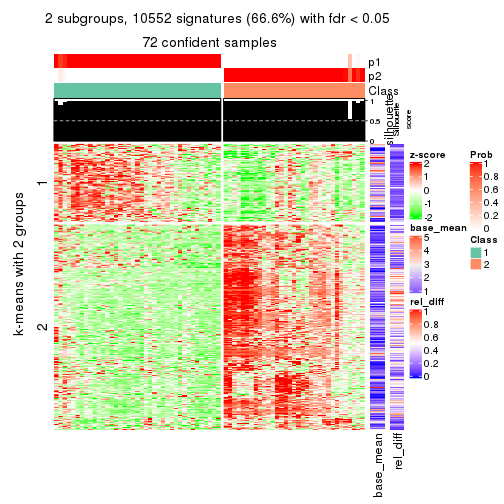 2 subgroups, 10552 signatures (66.6%) with fdr < 0.05
72 confident samples
p1
p2
Class
1
0.5
0
silhouette
Silhouette
score
k-means with 2 groups
1
2
base_mean
rel_diff
z-score
2
1
0
-1
-2
base_mean
5
4
3
2
1
rel_diff
1
0.8
0.6
0.4
0.2
0
Prob
1
0.8
0.6
0.4
0.2
0
Class
1
2